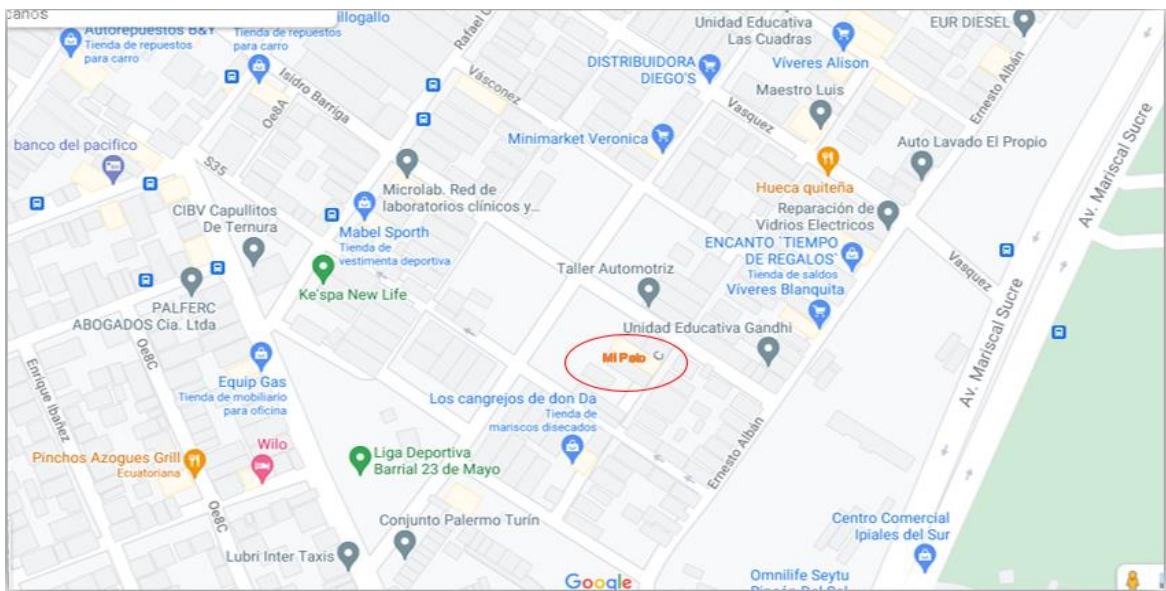 Autorepuestos B&Y
Tienda de repuestos
para carro
illogallo
Tienda de repuestos
para carro
Rafael
Unidad Educativa
Las Cuadras
EUR DIESEL
DISTRIBUIDORA
DIEGO'S
Víveres Alison
Isidro Barriga
Vásconez
Maestro Luis
Ernesto Albán
Oe8A
Vasquez
Av. Mariscal Sucre
banco del pacifico
Minimarket Veronica
Auto Lavado El Propio
S35
Hueca quiteña
Microlab. Red de
laboratorios clínicos y...
CIBV Capullitos
De Ternura
Reparación de
Vidrios Electricos
Mabel Sporth
Tienda de
vestimenta deportiva
ENCANTO `TIEMPO
DE REGALOS'
Tienda de saldos
Vasquez
Taller Automotriz
Víveres Blanquita
Ke'spa New Life
PALFERC
ABOGADOS Cia. Ltda
Unidad Educativa Gandhi
Av. Mariscal Sucre
Oe8C
Mi Polo
Enrique Ibañez
Equip Gas
Tienda de mobiliario
para oficina
Los cangrejos de don Da
Tienda de
mariscos disecados
Ernesto Albán
Wilo
Pinchos Azogues Grill
Ecuatoriana
Liga Deportiva
Barrial 23 de Mayo
Oe8C
Conjunto Palermo Turín
Centro Comercial
Ipiales del Sur
Lubri Inter Taxis
Google
Omnilife Seytu